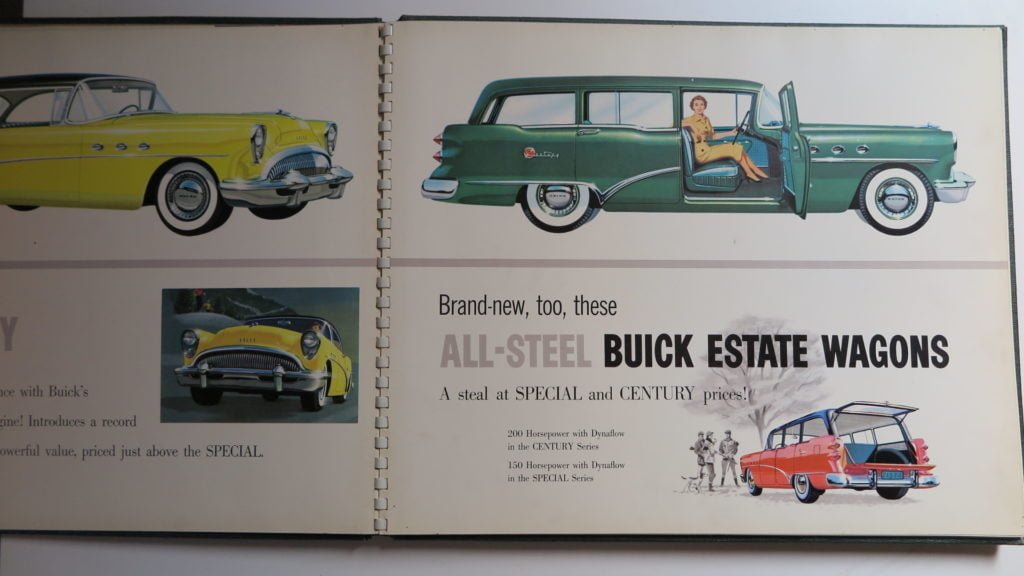 Y
nce with Buick's
gine! Introduces a record
owerful value, priced just above the SPECIAL.
Brand-new, too, these
ALL-STEEL BUICK ESTATE WAGONS
A steal at SPECIAL and CENTURY prices!
200 Horsepower with Dynaflow
in the CENTURY Series
150 Horsepower with Dynaflow
in the SPECIAL Series